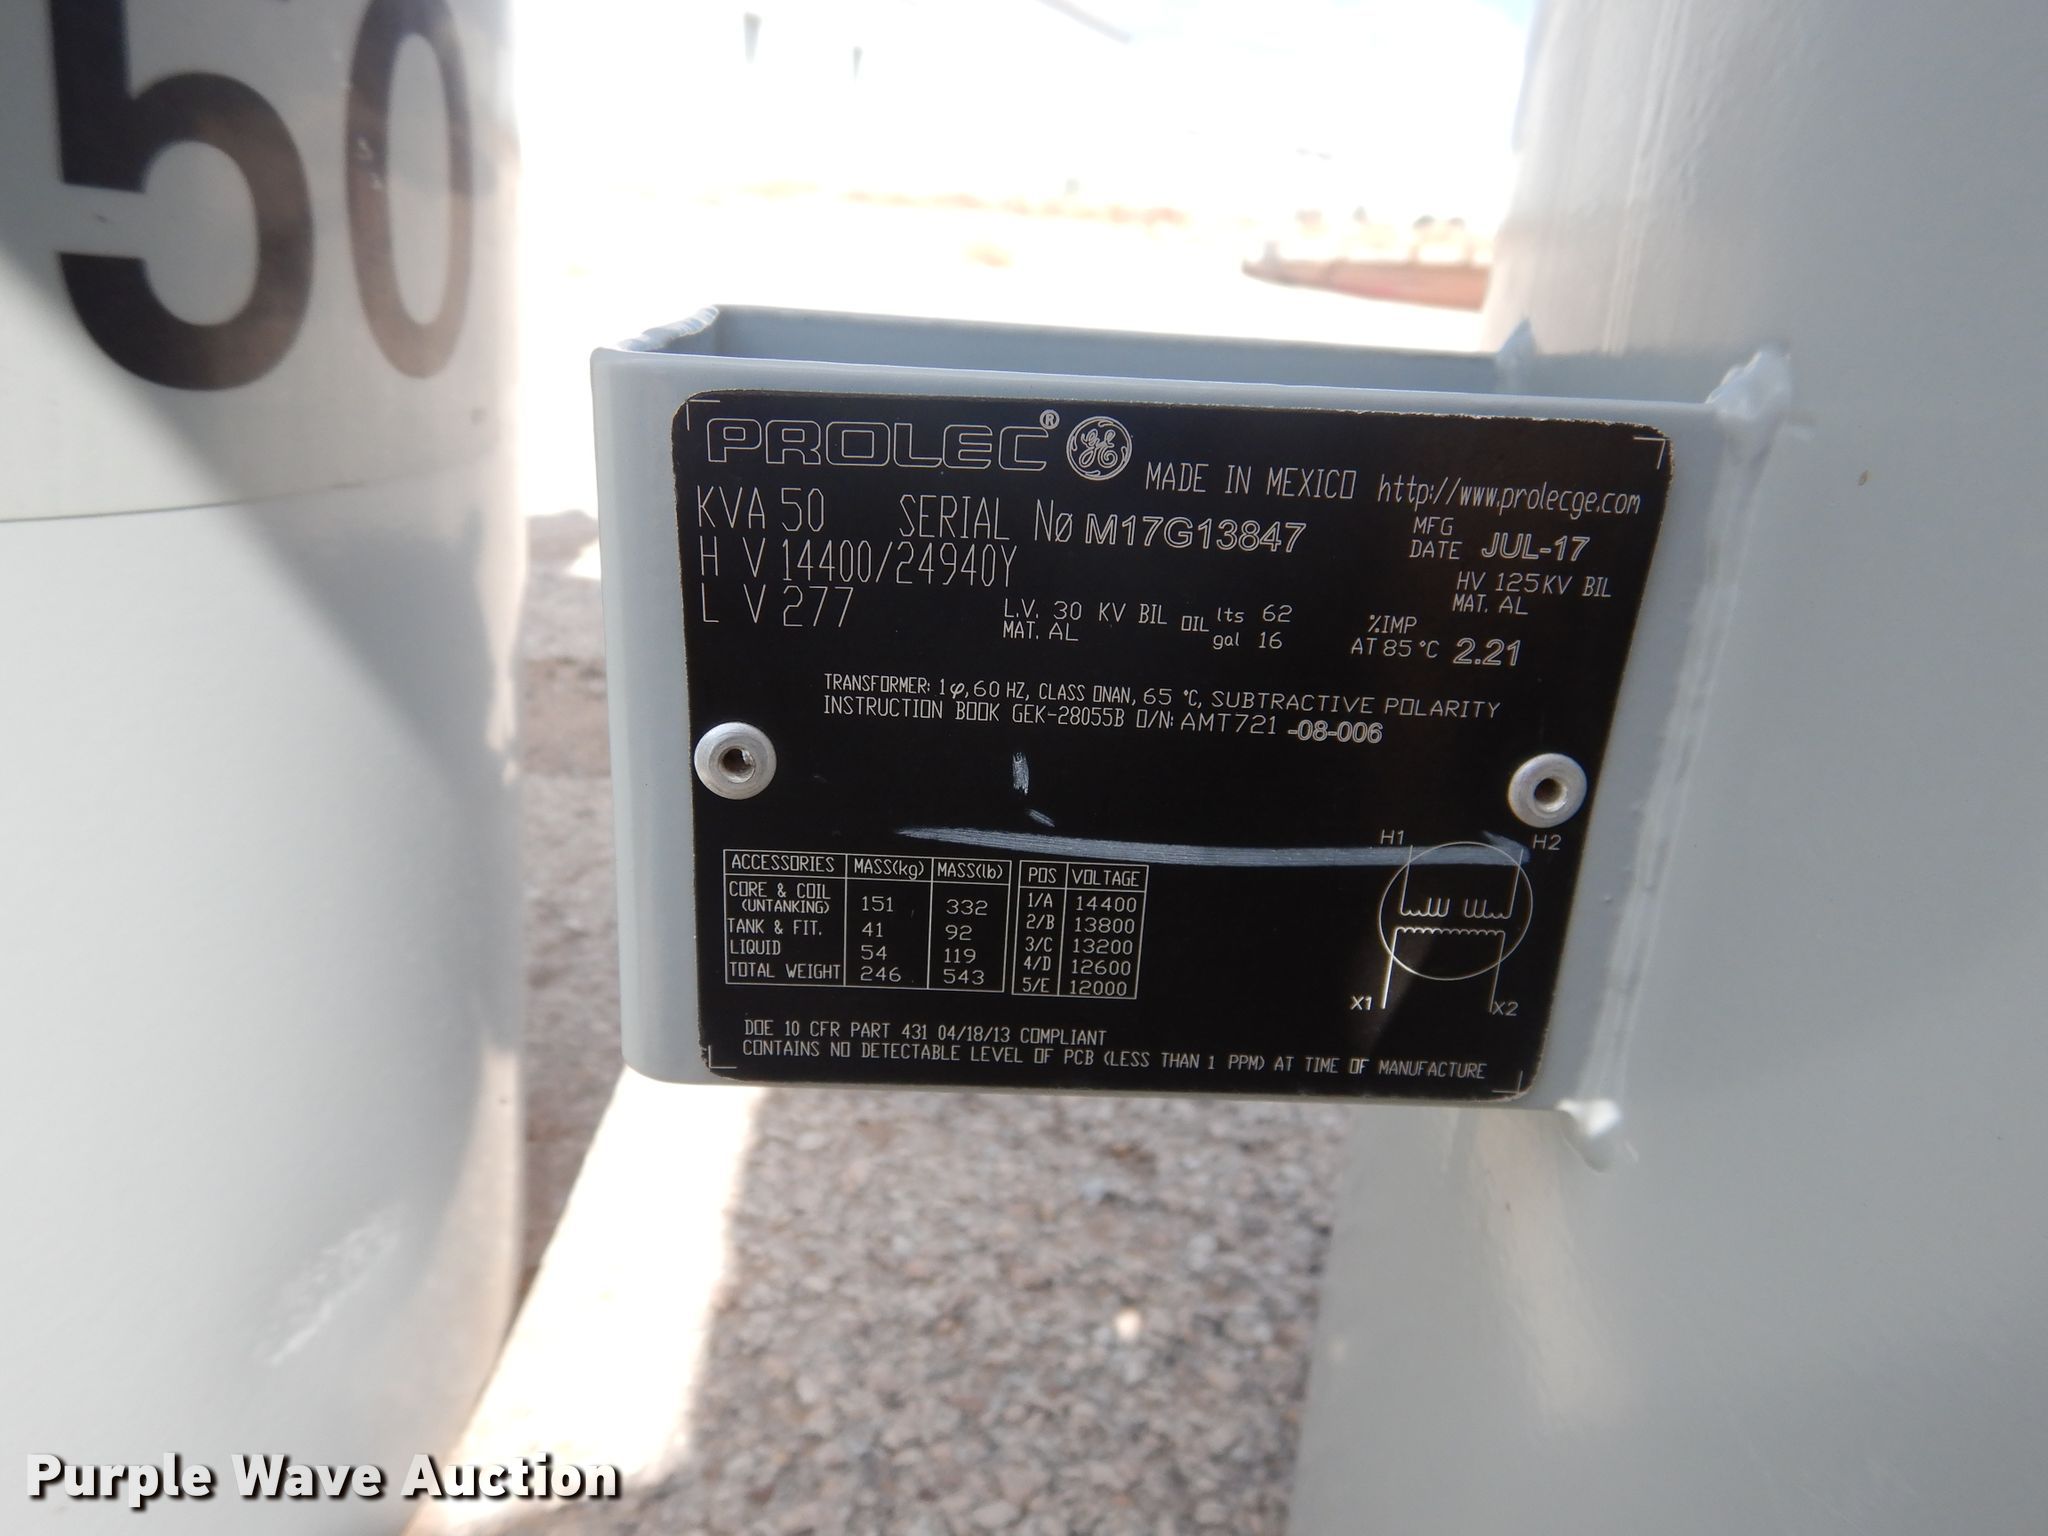 50
PROLEC® GE MADE IN MEXICO http://www.prolecge.com
KVA 50 SERIAL Nø M17G13847 MFG DATE JUL-17
H V 14400/24940Y HV 125KV BIL
MAT. AL
L V 277 L.V. 30 KV BIL OIL lts 62 %IMP
MAT. AL gal 16 AT 85 °C 2.21
TRANSFORMER: 1φ, 60 HZ, CLASS ONAN, 65 °C, SUBTRACTIVE POLARITY
INSTRUCTION BOOK GEK-28055B O/N: AMT721 -08-006
H1 H2
ACCESSORIES MASS(kg) MASS(lb)
CORE & COIL
(UNTANKING) 151 332
TANK & FIT. 41 92
LIQUID 54 119
TOTAL WEIGHT 246 543
POS VOLTAGE
1/A 14400
2/B 13800
3/C 13200
4/D 12600
5/E 12000
X1 X2
DOE 10 CFR PART 431 04/18/13 COMPLIANT
CONTAINS NO DETECTABLE LEVEL OF PCB (LESS THAN 1 PPM) AT TIME OF MANUFACTURE
Purple Wave Auction